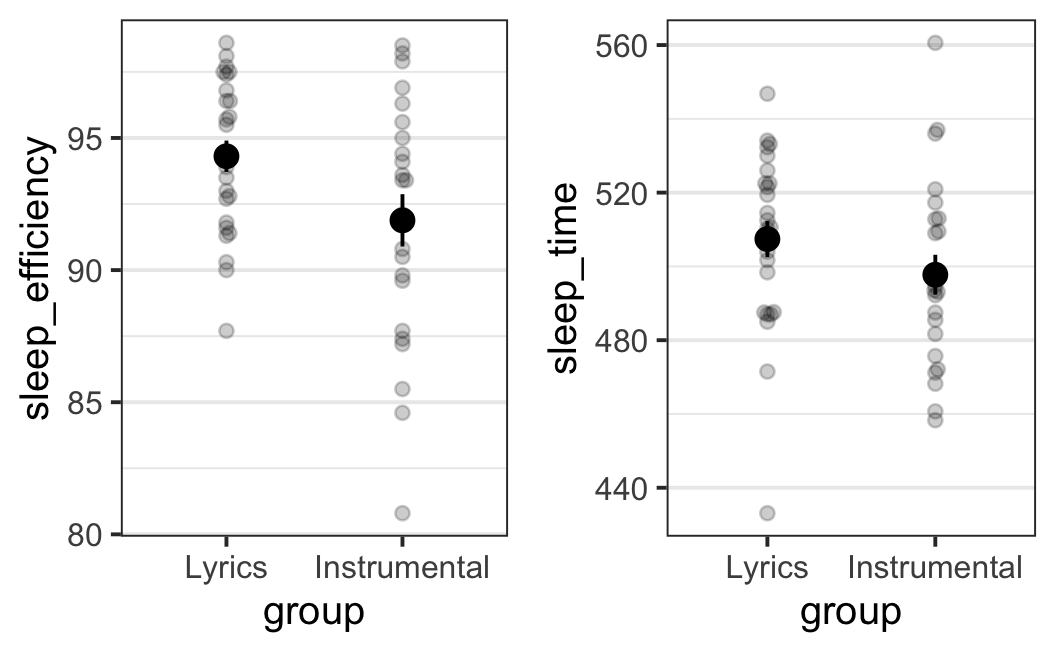 sleep_efficiency
95
90
85
80
Lyrics
Instrumental
group
sleep_time
560
520
480
440
Lyrics
Instrumental
group